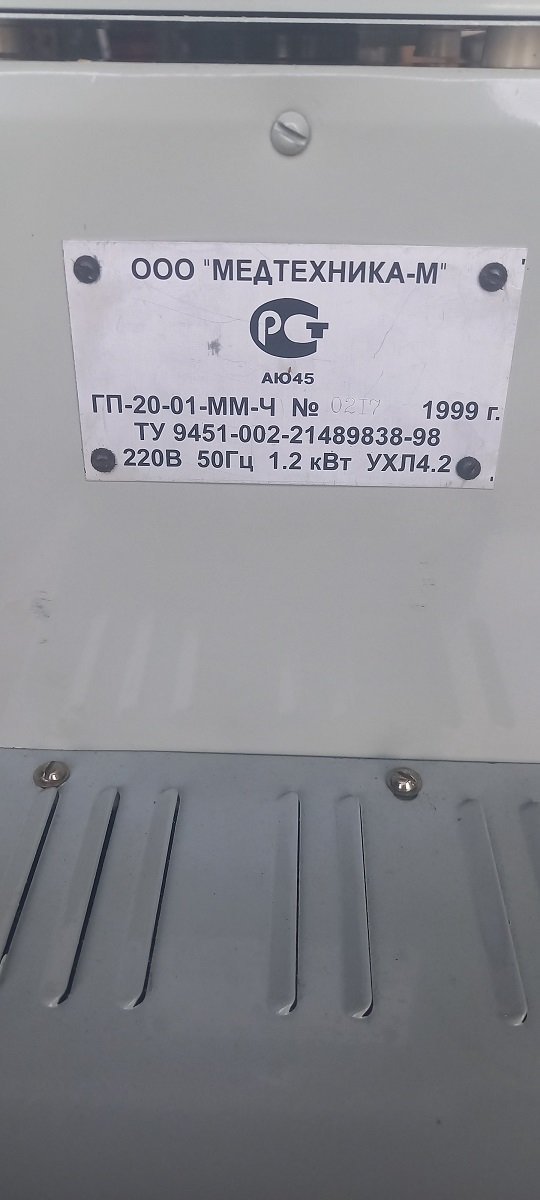 ООО "МЕДТЕХНИКА-М"
РСТ
АЮ45
ГП-20-01-ММ-Ч № 0217 1999 г.
ТУ 9451-002-21489838-98
220В 50Гц 1.2 кВт УХЛ4.2